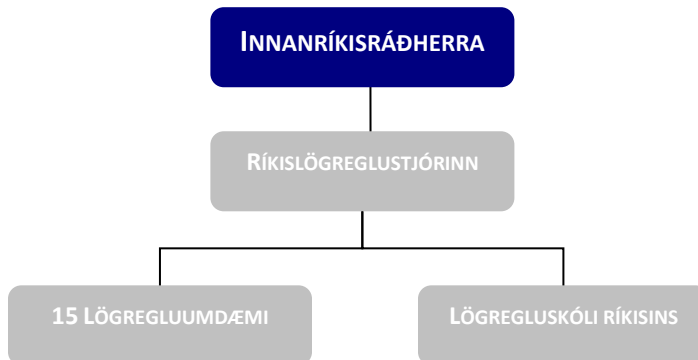 INNANRÍKISRÁÐHERRA
RÍKISLÖGREGLUSTJÓRINN
15 LÖGREGLUUMDÆMI
LÖGREGLUSKÓLI RÍKISINS